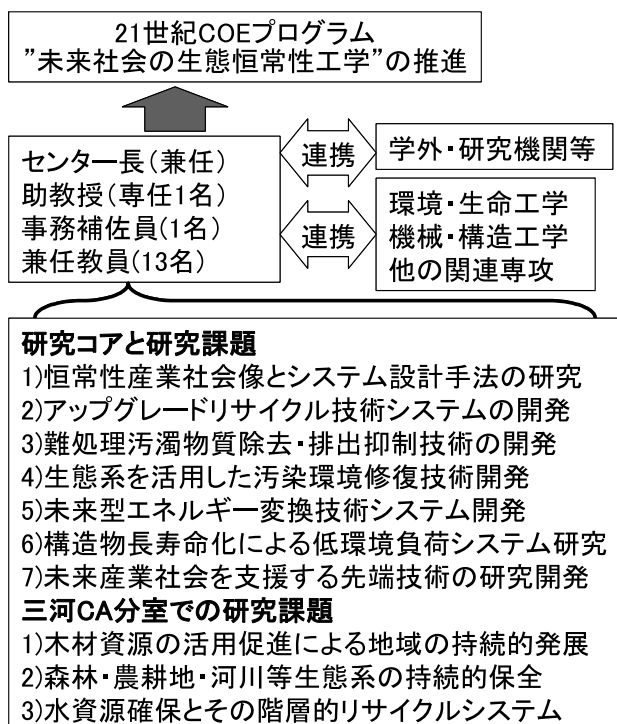 21世紀COEプログラム
”未来社会の生態恒常性工学”の推進
センター長(兼任)
助教授(専任1名)
事務補佐員(1名)
兼任教員(13名)
連携
学外・研究機関等
連携
環境・生命工学
機械・構造工学
他の関連専攻
研究コアと研究課題
1)恒常性産業社会像とシステム設計手法の研究
2)アップグレードリサイクル技術システムの開発
3)難処理汚濁物質除去・排出抑制技術の開発
4)生態系を活用した汚染環境修復技術開発
5)未来型エネルギー変換技術システム開発
6)構造物長寿命化による低環境負荷システム研究
7)未来産業社会を支援する先端技術の研究開発
三河CA分室での研究課題
1)木材資源の活用促進による地域の持続的発展
2)森林・農耕地・河川等生態系の持続的保全
3)水資源確保とその階層的リサイクルシステム